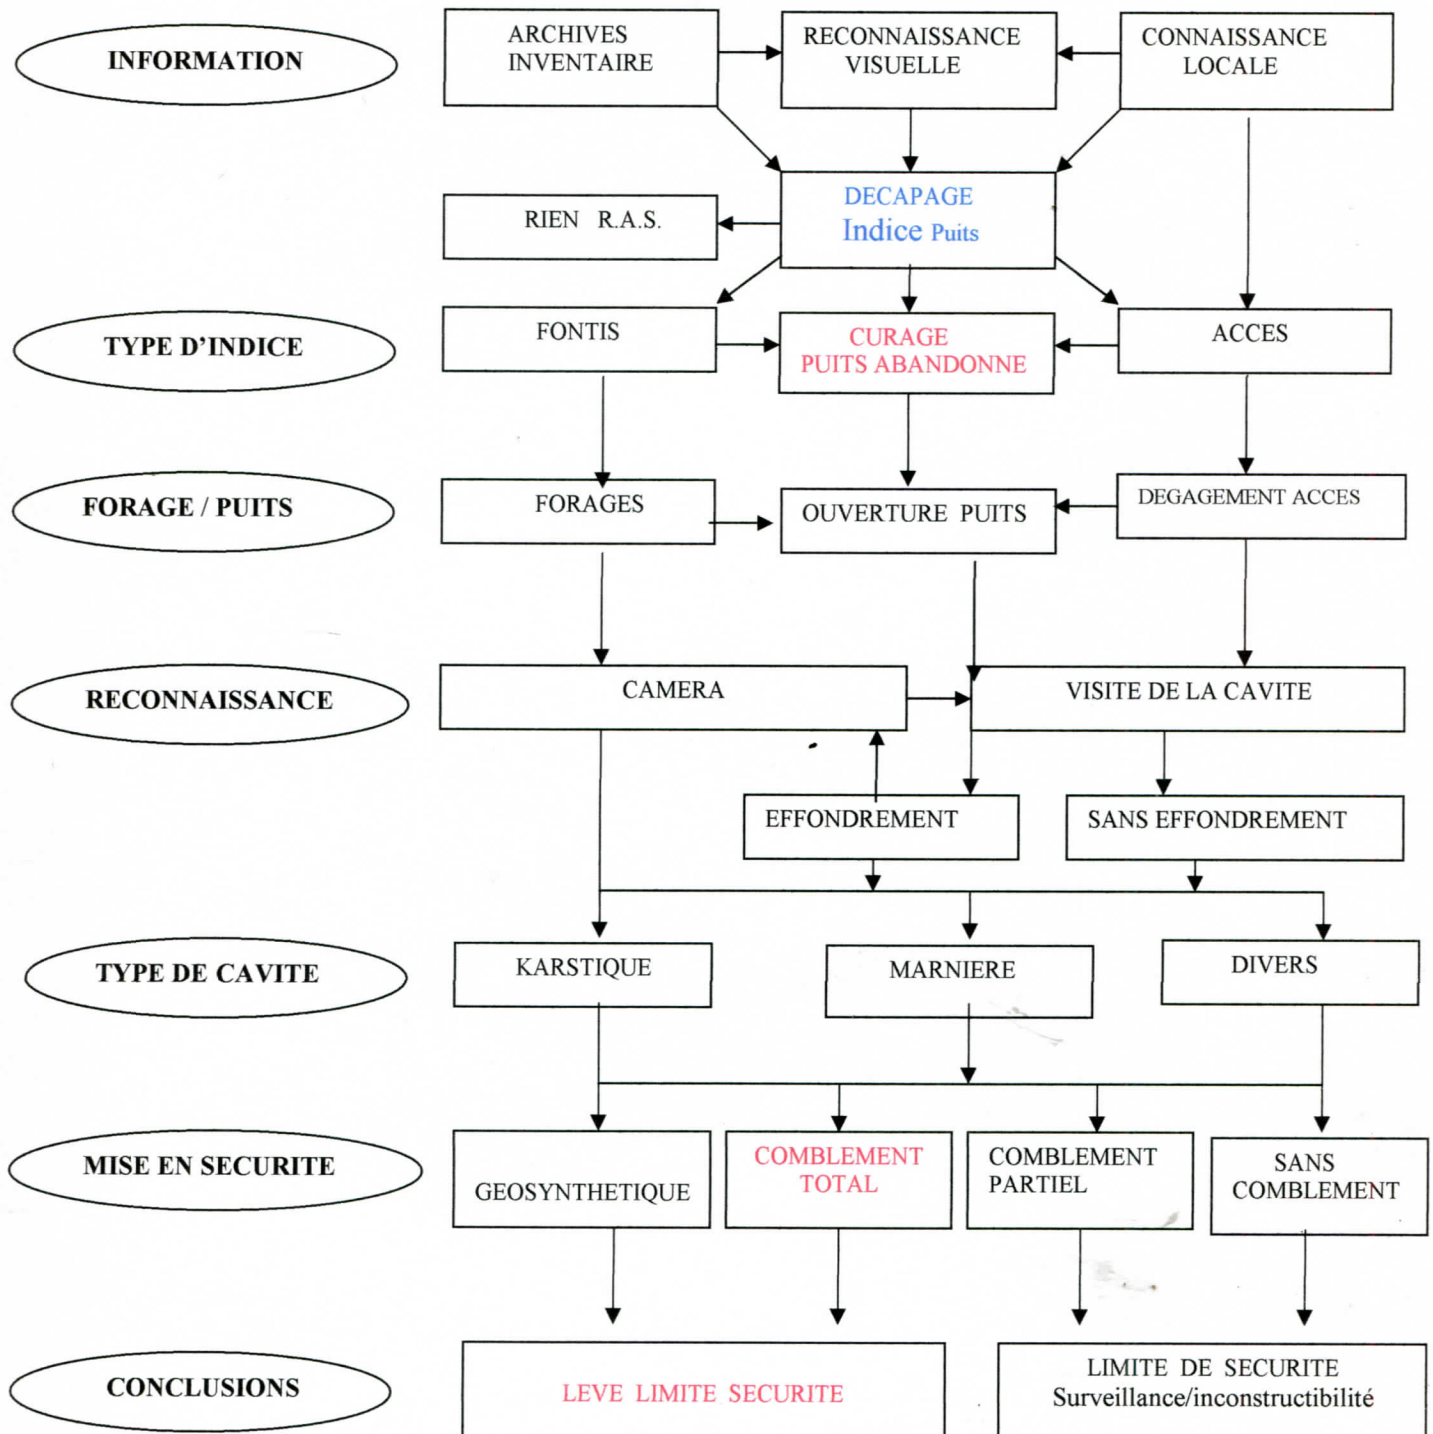 INFORMATION
ARCHIVES
INVENTAIRE
RECONNAISSANCE
VISUELLE
CONNAISSANCE
LOCALE
DECAPAGE
Indice Puits
RIEN R.A.S.
TYPE D'INDICE
FONTIS
CURAGE
PUITS ABANDONNE
ACCES
FORAGE / PUITS
FORAGES
OUVERTURE PUITS
DEGAGEMENT ACCES
RECONNAISSANCE
CAMERA
VISITE DE LA CAVITE
EFFONDREMENT
SANS EFFONDREMENT
TYPE DE CAVITE
KARSTIQUE
MARNIERE
DIVERS
MISE EN SECURITE
GEOSYNTHETIQUE
COMBLEMENT
TOTAL
COMBLEMENT
PARTIEL
SANS
COMBLEMENT
CONCLUSIONS
LEVE LIMITE SECURITE
LIMITE DE SECURITE
Surveillance/inconstructibilité